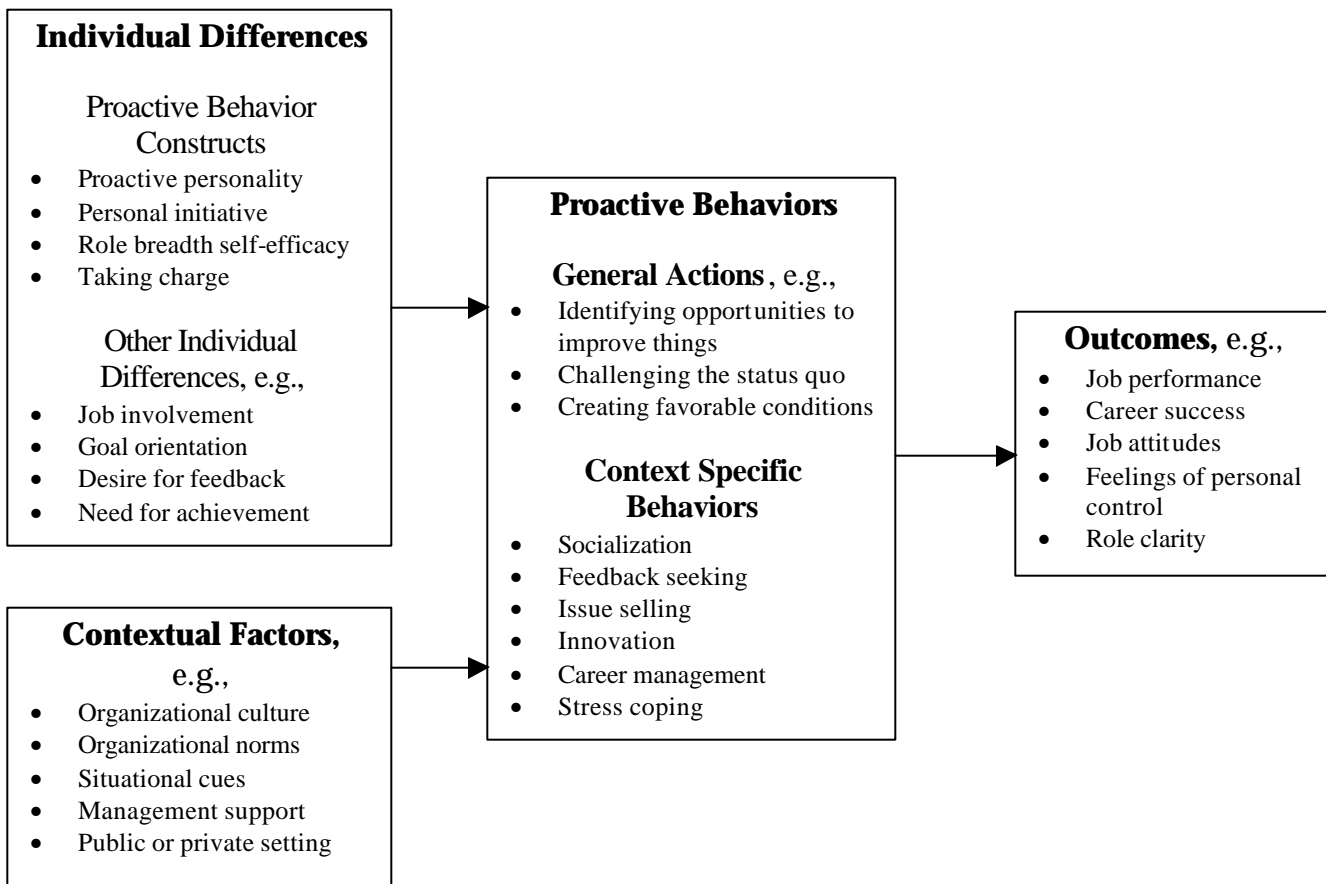 Individual Differences
Proactive Behavior
Constructs
• Proactive personality
• Personal initiative
• Role breadth self-efficacy
• Taking charge
Other Individual
Differences, e.g.,
• Job involvement
• Goal orientation
• Desire for feedback
• Need for achievement
Contextual Factors,
e.g.,
• Organizational culture
• Organizational norms
• Situational cues
• Management support
• Public or private setting
Proactive Behaviors
General Actions, e.g.,
• Identifying opportunities to
improve things
• Challenging the status quo
• Creating favorable conditions
Context Specific
Behaviors
• Socialization
• Feedback seeking
• Issue selling
• Innovation
• Career management
• Stress coping
Outcomes, e.g.,
• Job performance
• Career success
• Job attitudes
• Feelings of personal
control
• Role clarity